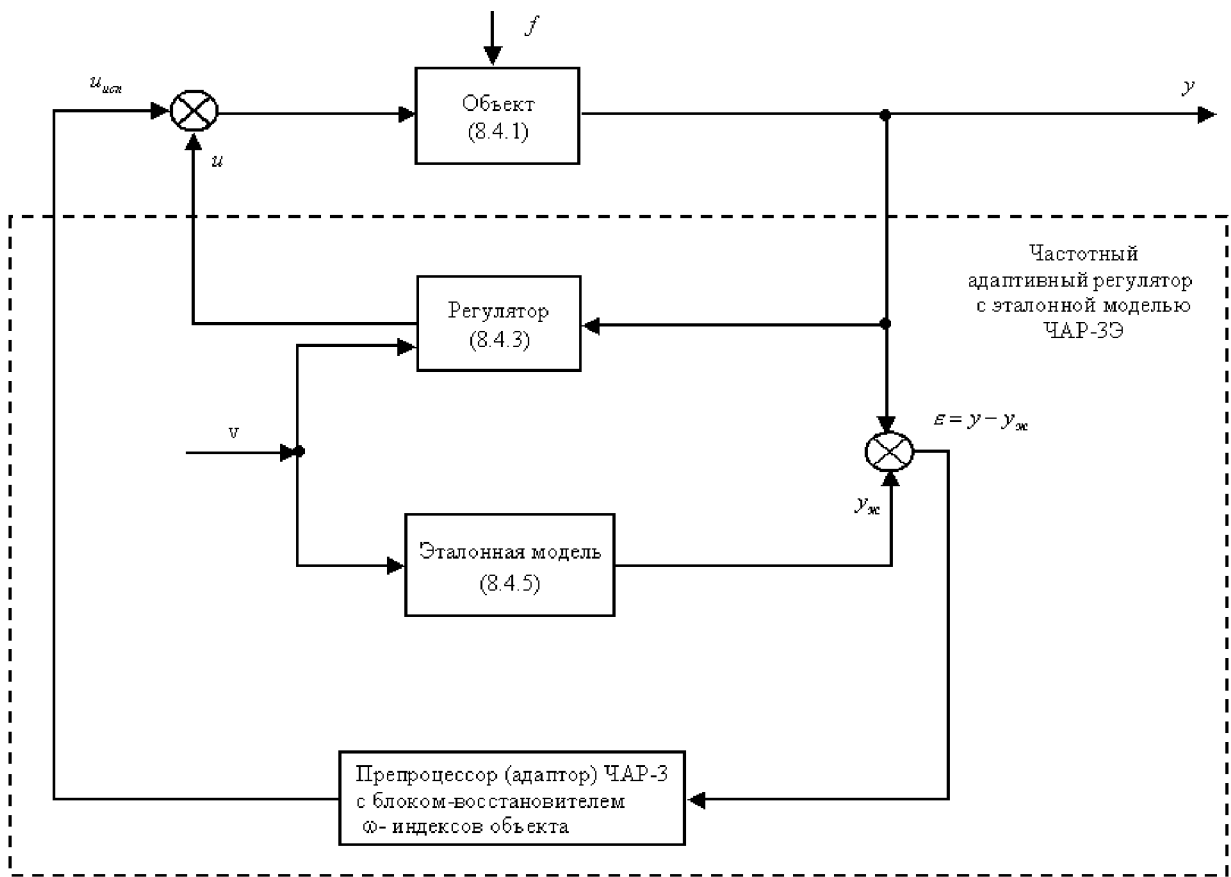 f
u_исп
Объект
(8.4.1)
y
u
Частотный
адаптивный регулятор
с эталонной моделью
ЧАР-3Э
Регулятор
(8.4.3)
v
ε = y − y_ж
y_ж
Эталонная модель
(8.4.5)
Препроцессор (адаптор) ЧАР-3
с блоком-восстановителем
ω- индексов объекта